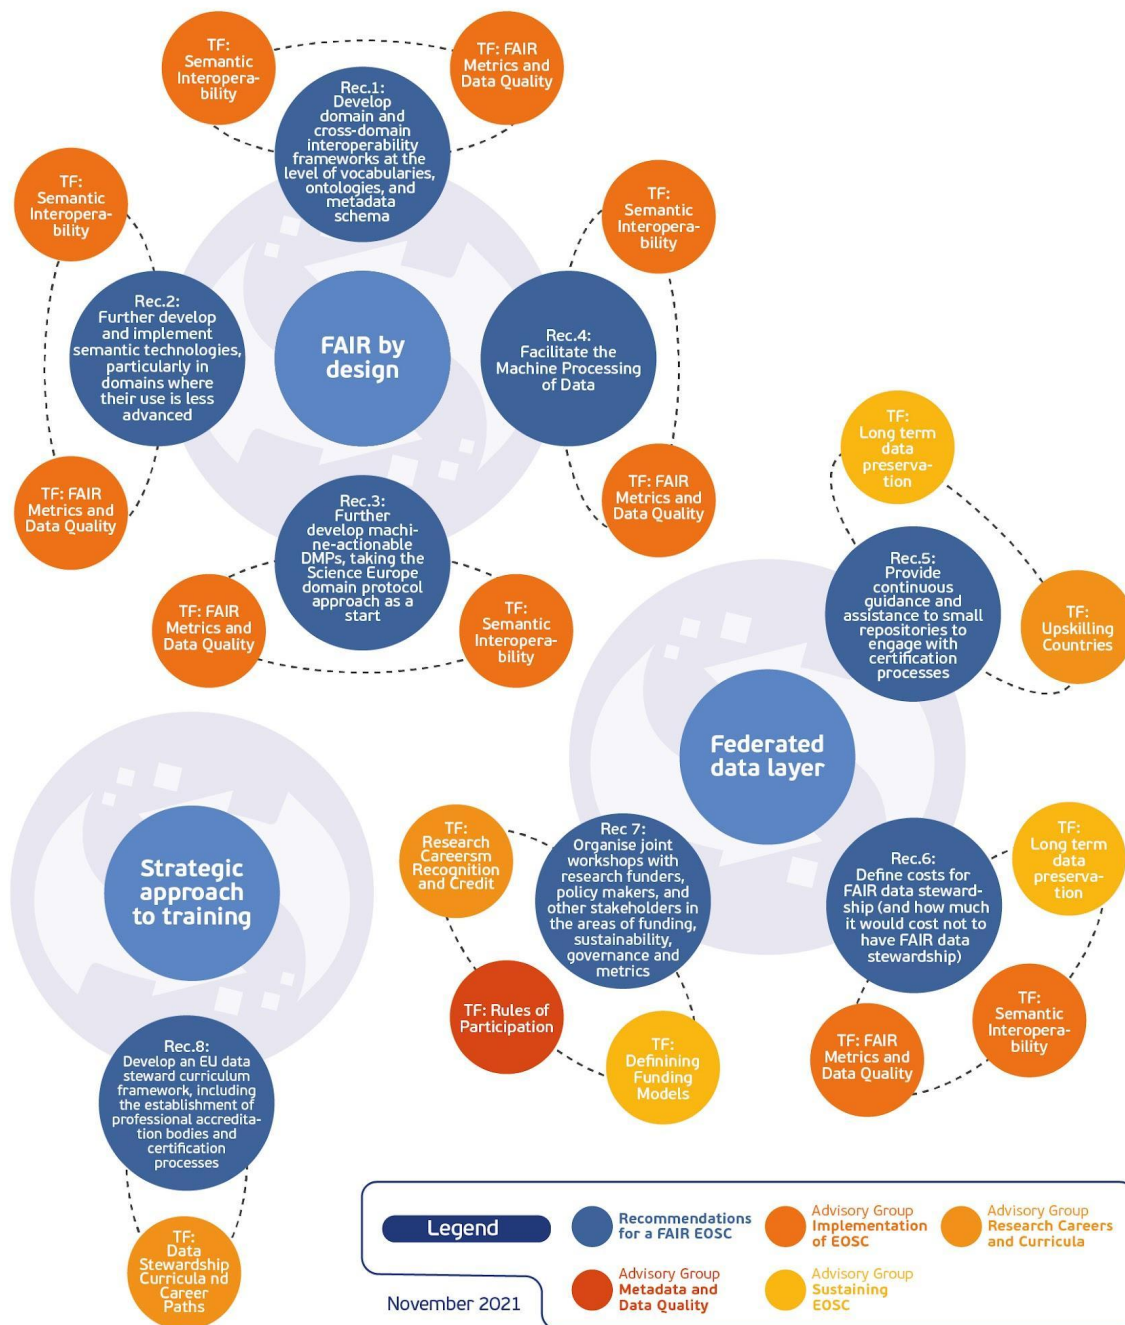 TF:
Semantic
Interopera-
bility
TF: FAIR
Metrics and
Data Quality
Rec.1:
Develop
domain and
cross-domain
interoperability
frameworks at the
level of vocabularies,
ontologies, and
metadata
schema
TF:
Semantic
Interopera-
bility
TF:
Semantic
Interopera-
bility
Rec.2:
Further develop
and implement
semantic technologies,
particularly in
domains where
their use is less
advanced
FAIR by
design
Rec.4:
Facilitate the
Machine Processing
of Data
TF: FAIR
Metrics and
Data Quality
TF: FAIR
Metrics and
Data Quality
Rec.3:
Further
develop machi-
ne-actionable
DMPs, taking the
Science Europe
domain protocol
approach as a
start
TF: FAIR
Metrics and
Data Quality
TF:
Semantic
Interopera-
bility
TF:
Long term
data
preserva-
tion
Rec.5:
Provide
continuous
guidance and
assistance to small
repositories to
engage with
certification
processes
TF:
Upskilling
Countries
Federated
data layer
Strategic
approach
to training
TF:
Research
Careersm
Recognition
and Credit
Rec 7:
Organise joint
workshops with
research funders,
policy makers, and
other stakeholders in
the areas of funding,
sustainability,
governance and
metrics
Rec.6:
Define costs for
FAIR data steward-
ship (and how much
it would cost not to
have FAIR data
stewardship)
TF:
Long term
data
preserva-
tion
TF: Rules of
Participation
TF:
Definining
Funding
Models
TF: FAIR
Metrics and
Data Quality
TF:
Semantic
Interopera-
bility
Rec.8:
Develop an EU data
steward curriculum
framework, including
the establishment of
professional accredita-
tion bodies and
certification
processes
TF:
Data
Stewardship
Curricula nd
Career
Paths
Legend
November 2021
Recommendations
for a FAIR EOSC
Advisory Group
Implementation
of EOSC
Advisory Group
Research Careers
and Curricula
Advisory Group
Metadata and
Data Quality
Advisory Group
Sustaining
EOSC